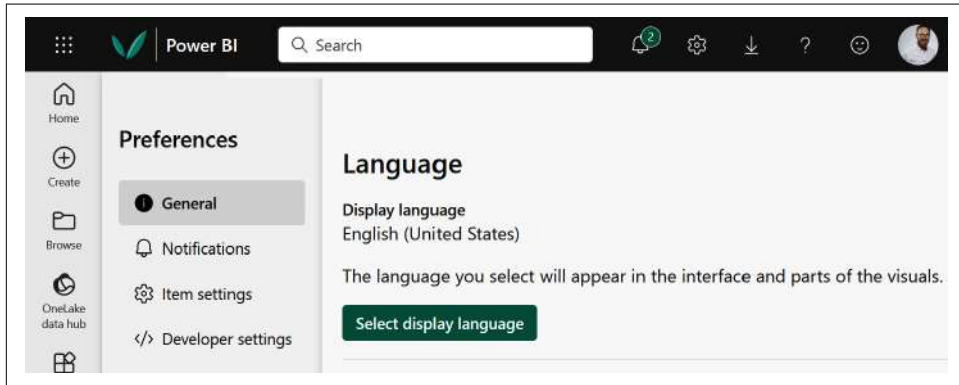 Power BI
Search
2
?
Home
Create
Browse
OneLake
data hub
Preferences
General
Notifications
Item settings
</> Developer settings
Language
Display language
English (United States)
The language you select will appear in the interface and parts of the visuals.
Select display language